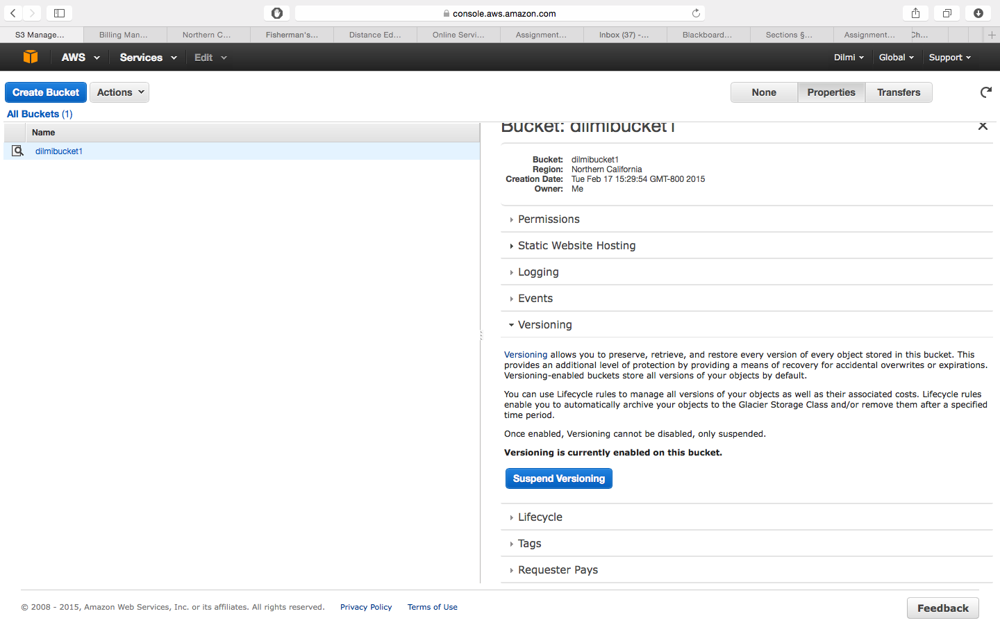 console.aws.amazon.com
S3 Manage... Billing Man... Northern C... Fisherman's... Distance Ed... Online Servi... Assignment... Inbox (37) -... Blackboard... Sections §... Assignment... Ch...
AWS Services Edit Dilmi Global Support
Create Bucket Actions None Properties Transfers
All Buckets (1)
Name
dilmibucket1
Bucket: dilmibucket1
Bucket: dilmibucket1
Region: Northern California
Creation Date: Tue Feb 17 15:29:54 GMT-800 2015
Owner: Me
Permissions
Static Website Hosting
Logging
Events
Versioning
Versioning allows you to preserve, retrieve, and restore every version of every object stored in this bucket. This
provides an additional level of protection by providing a means of recovery for accidental overwrites or expirations.
Versioning-enabled buckets store all versions of your objects by default.
You can use Lifecycle rules to manage all versions of your objects as well as their associated costs. Lifecycle rules
enable you to automatically archive your objects to the Glacier Storage Class and/or remove them after a specified
time period.
Once enabled, Versioning cannot be disabled, only suspended.
Versioning is currently enabled on this bucket.
Suspend Versioning
Lifecycle
Tags
Requester Pays
© 2008 - 2015, Amazon Web Services, Inc. or its affiliates. All rights reserved. Privacy Policy Terms of Use Feedback